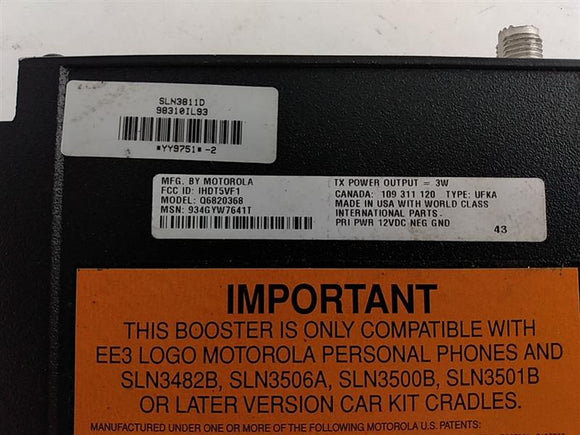 SLN3811D
98310IL93
*YY9751*-2
MFG. BY MOTOROLA
FCC ID: IHDT5VF1
MODEL: Q6820368
MSN: 934GYW7641T
TX POWER OUTPUT = 3W
CANADA: 109 311 120 TYPE: UFKA
MADE IN USA WITH WORLD CLASS
INTERNATIONAL PARTS.
PRI PWR 12VDC NEG GND
43
IMPORTANT
THIS BOOSTER IS ONLY COMPATIBLE WITH
EE3 LOGO MOTOROLA PERSONAL PHONES AND
SLN3482B, SLN3506A, SLN3500B, SLN3501B
OR LATER VERSION CAR KIT CRADLES.
MANUFACTURED UNDER ONE OR MORE OF THE FOLLOWING MOTOROLA U.S. PATENTS: